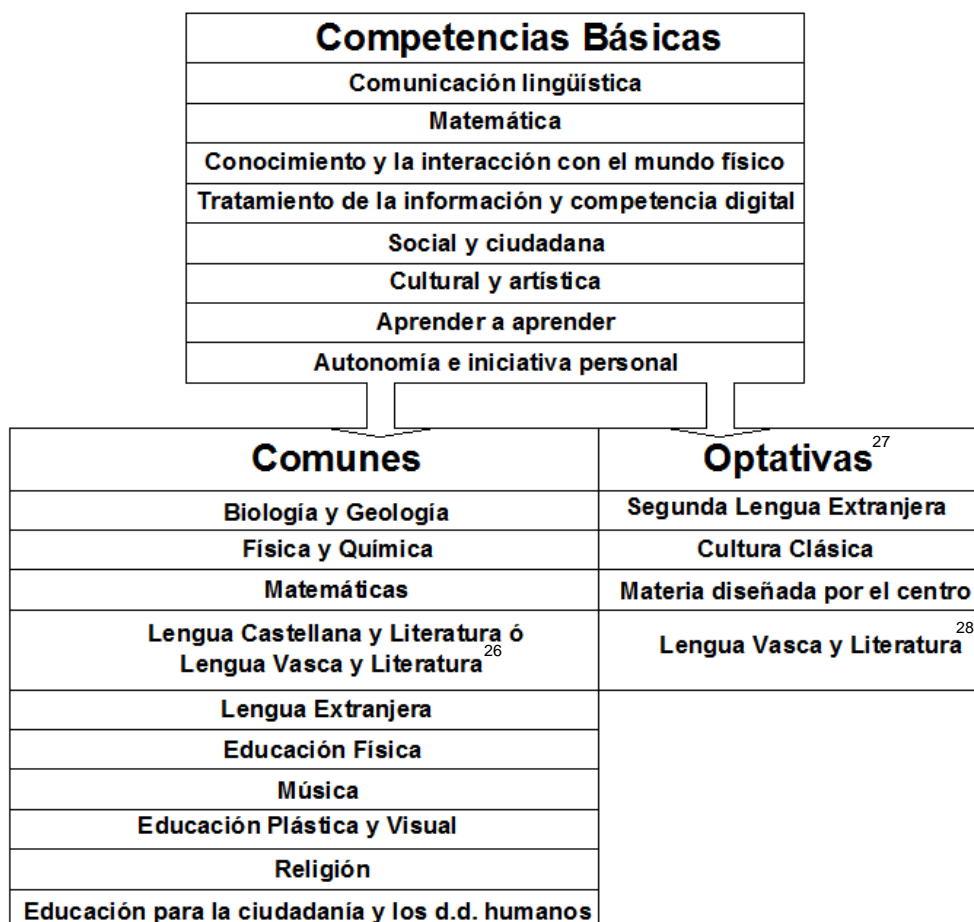 Competencias Básicas
Comunicación lingüística
Matemática
Conocimiento y la interacción con el mundo físico
Tratamiento de la información y competencia digital
Social y ciudadana
Cultural y artística
Aprender a aprender
Autonomía e iniciativa personal
Comunes
Biología y Geología
Física y Química
Matemáticas
Lengua Castellana y Literatura ó
Lengua Vasca y Literatura26
Lengua Extranjera
Educación Física
Música
Educación Plástica y Visual
Religión
Educación para la ciudadanía y los d.d. humanos
Optativas27
Segunda Lengua Extranjera
Cultura Clásica
Materia diseñada por el centro
Lengua Vasca y Literatura28